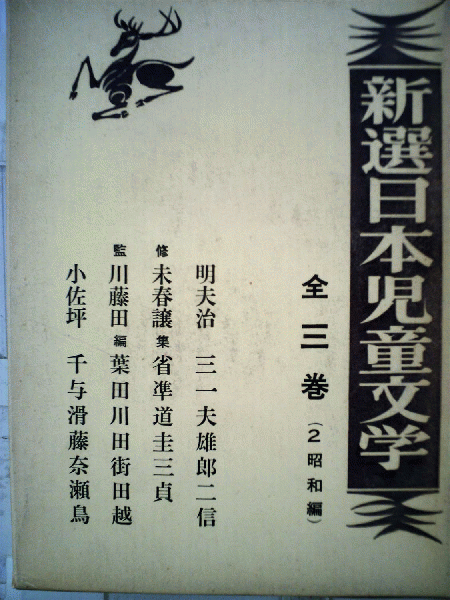 新選日本児童文学
全三巻
（2昭和編）
監修
小川未明
佐藤春夫
坪田譲治
編集
千葉省三
与田凖一
滑川道夫
藤田圭雄
奈街三郎
瀬田貞二
鳥越信